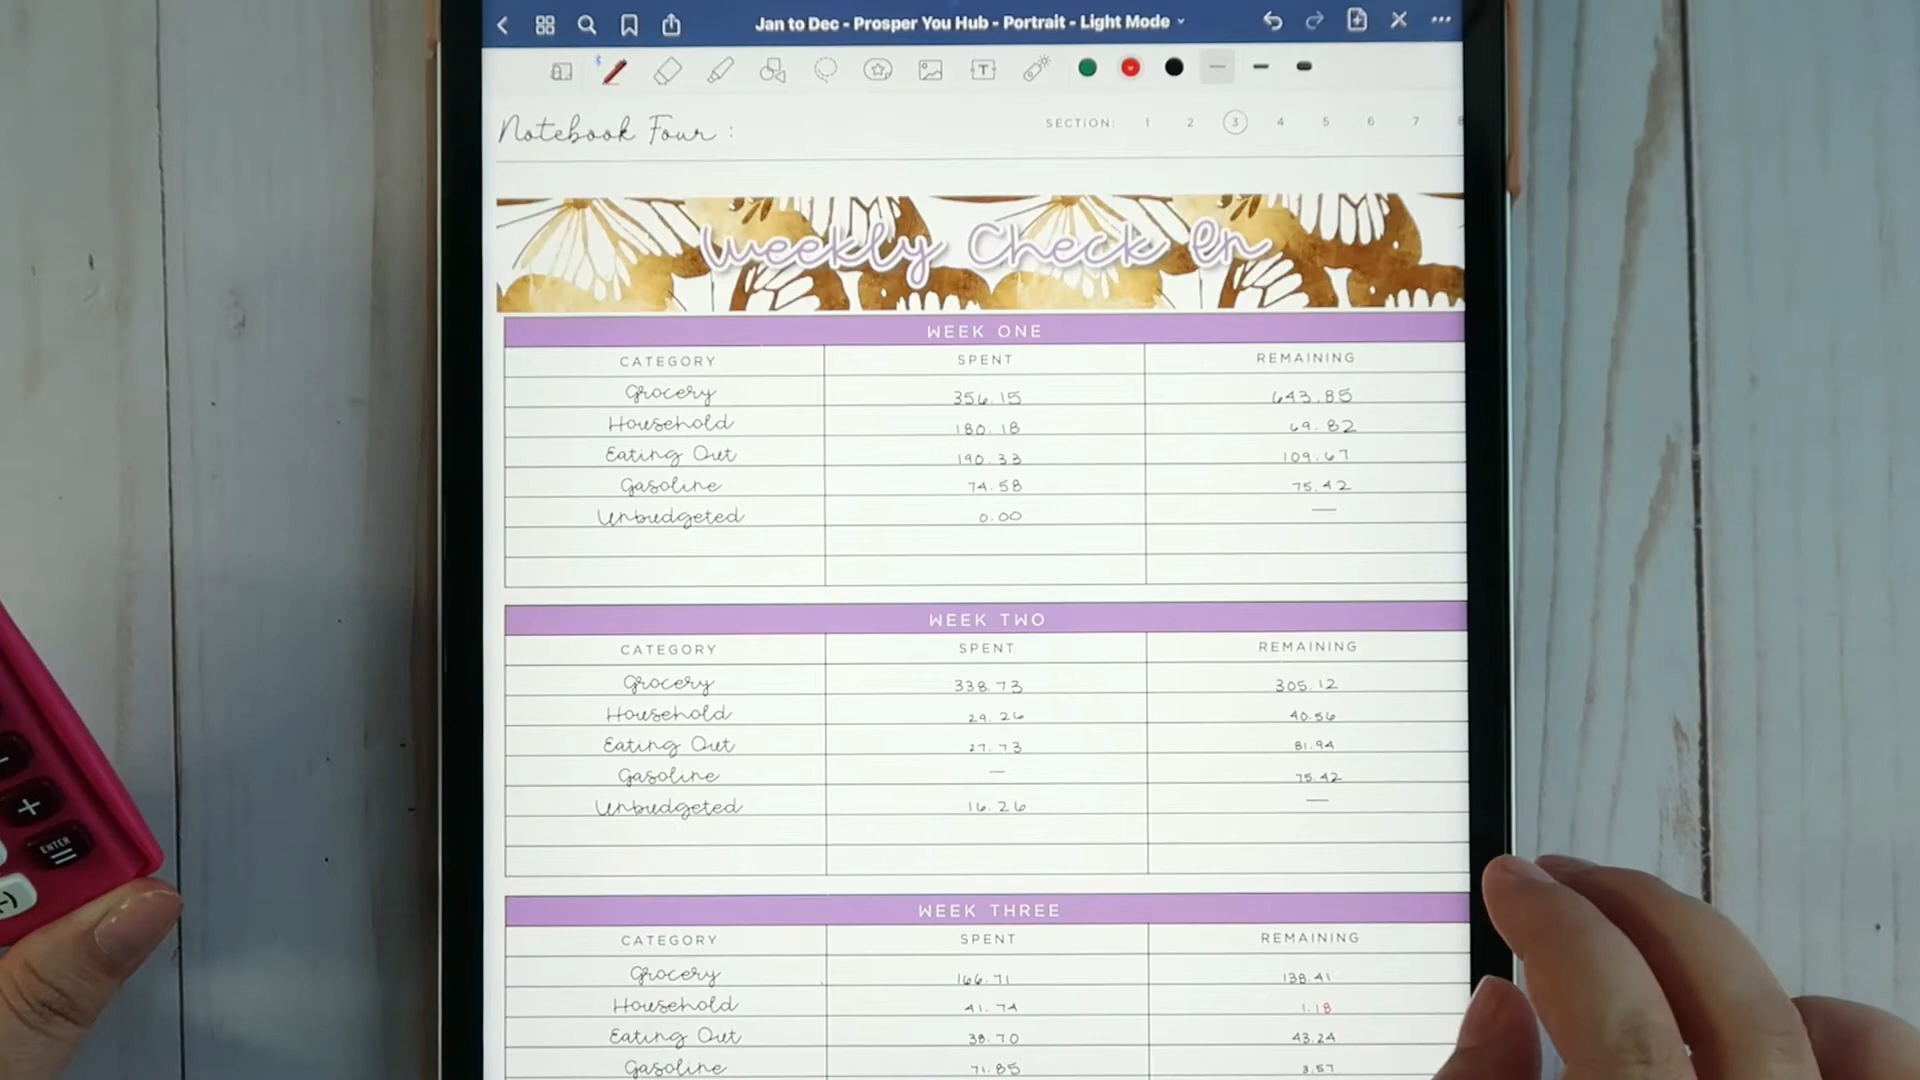 Jan to Dec - Prosper You Hub - Portrait - Light Mode
Notebook Four :
SECTION: 1 2 3 4 5 6 7 8
Weekly Check In
WEEK ONE
CATEGORY SPENT REMAINING
Grocery 356.15 643.85
Household 180.18 69.82
Eating Out 190.33 109.67
Gasoline 74.58 75.42
Unbudgeted 0.00 —
WEEK TWO
CATEGORY SPENT REMAINING
Grocery 338.73 305.12
Household 29.26 40.56
Eating Out 27.73 81.94
Gasoline — 75.42
Unbudgeted 16.26 —
WEEK THREE
CATEGORY SPENT REMAINING
Grocery 166.71 138.41
Household 41.74 1.18
Eating Out 38.70 43.24
Gasoline 71.85 3.57
ENTER